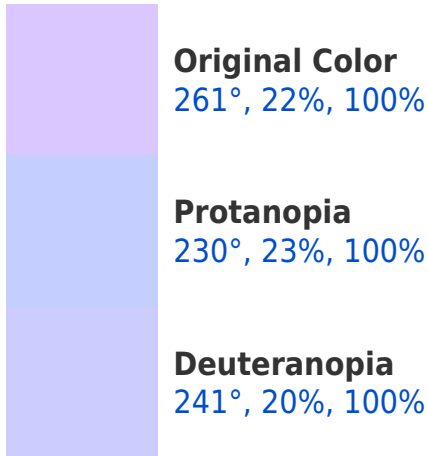 Original Color
261°, 22%, 100%
Protanopia
230°, 23%, 100%
Deuteranopia
241°, 20%, 100%